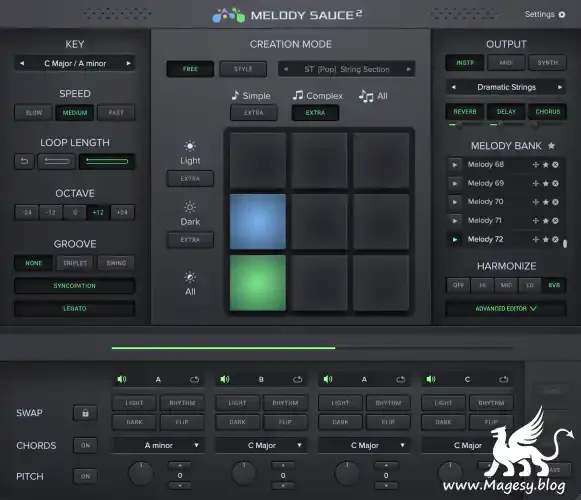 MELODY SAUCE²
Settings
KEY
C Major / A minor
SPEED
SLOW MEDIUM FAST
LOOP LENGTH
OCTAVE
-24 -12 0 +12 +24
GROOVE
NONE TRIPLET SWING
SYNCOPATION
LEGATO
CREATION MODE
FREE STYLE ST [Pop] String Section
Simple Complex All
EXTRA EXTRA
Light
EXTRA
Dark
EXTRA
All
OUTPUT
INSTR MIDI SYNTH
Dramatic Strings
REVERB DELAY CHORUS
MELODY BANK
Melody 68
Melody 69
Melody 70
Melody 71
Melody 72
HARMONIZE
OFF HI MID LO 8VB
ADVANCED EDITOR
A B A C
LIGHT RHYTHM LIGHT RHYTHM LIGHT RHYTHM LIGHT RHYTHM
SWAP
DARK FLIP DARK FLIP DARK FLIP DARK FLIP
CHORDS ON A minor C Major C Major C Major
PITCH ON 0 0 0 0
www.Magesy.blog